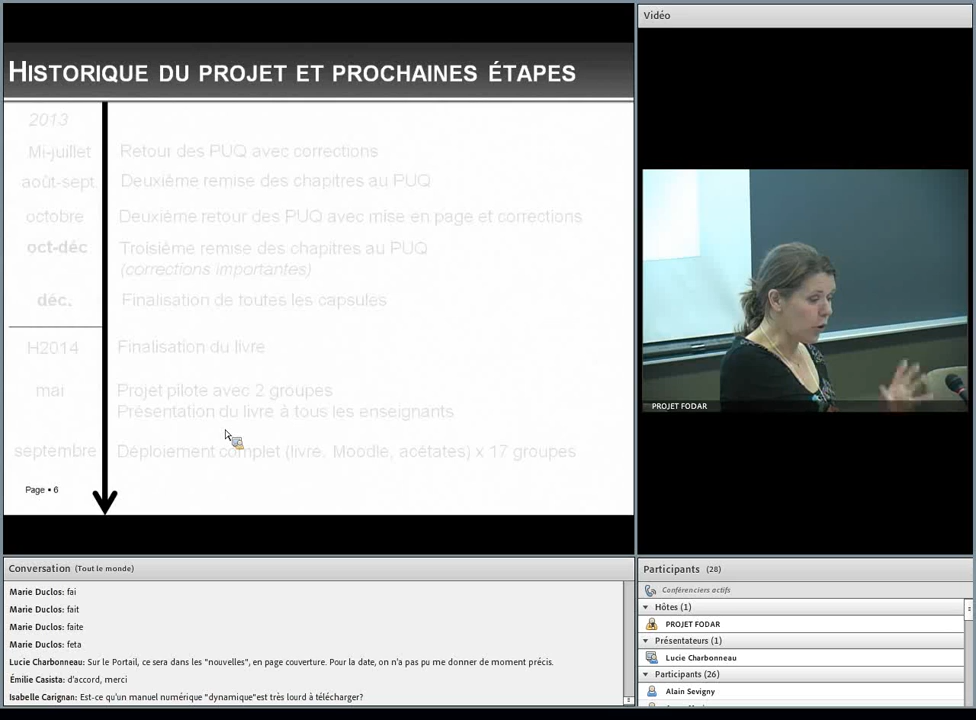 Vidéo
HISTORIQUE DU PROJET ET PROCHAINES ÉTAPES
2013
Mi-juillet Retour des PUQ avec corrections
août-sept Deuxième remise des chapitres au PUQ
octobre Deuxième retour des PUQ avec mise en page et corrections
oct-déc Troisième remise des chapitres au PUQ
(corrections importantes)
déc. Finalisation de toutes les capsules
H2014 Finalisation du livre
mai Projet pilote avec 2 groupes
Présentation du livre à tous les enseignants
septembre Déploiement complet (livre, Moodle, acétates) x 17 groupes
Page ▪ 6
PROJET FODAR
Conversation (Tout le monde)
Marie Duclos: fai
Marie Duclos: fait
Marie Duclos: faite
Marie Duclos: feta
Lucie Charbonneau: Sur le Portail, ce sera dans les "nouvelles", en page couverture. Pour la date, on n'a pas pu me donner de moment précis.
Émilie Casista: d'accord, merci
Isabelle Carignan: Est-ce qu'un manuel numérique "dynamique"est très lourd à télécharger?
Participants (28)
Conférenciers actifs
Hôtes (1)
PROJET FODAR
Présentateurs (1)
Lucie Charbonneau
Participants (26)
Alain Sevigny